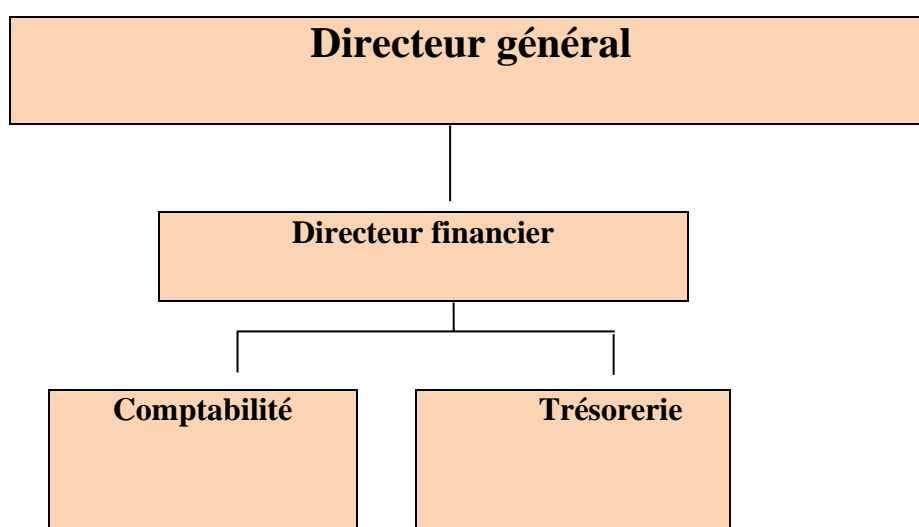 Directeur général
Directeur financier
Comptabilité
Trésorerie